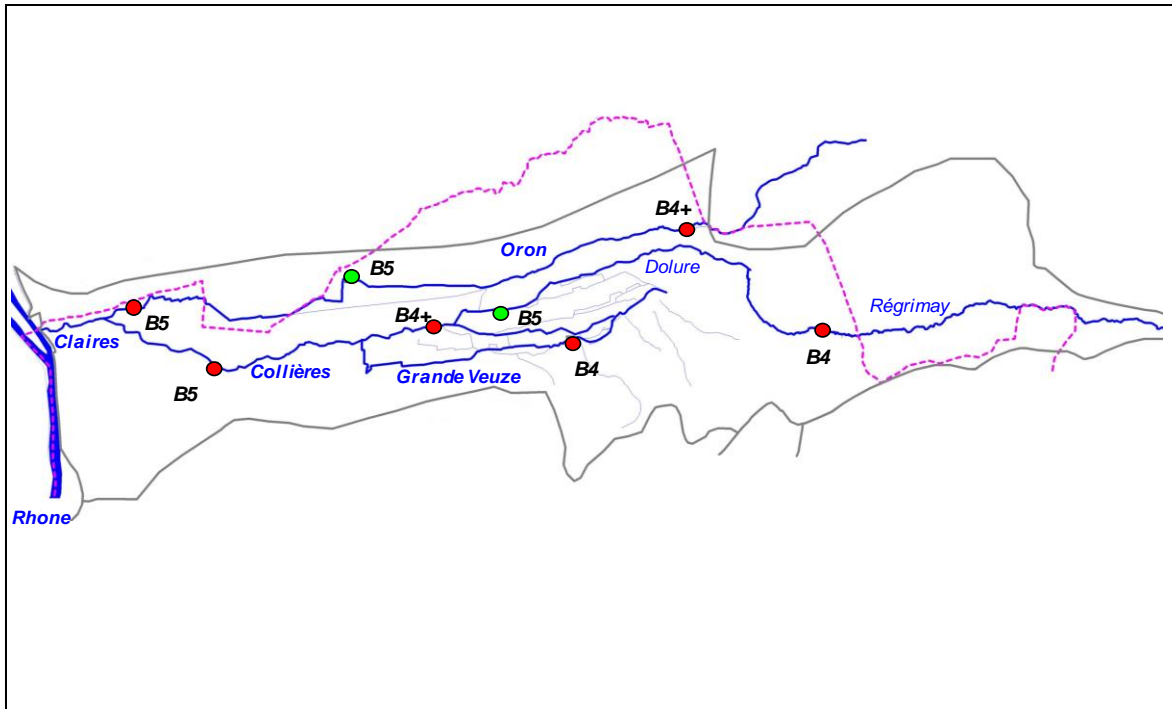 B4+
Oron
Dolure
B5
Régrimay
B5
B4+
B5
Claires
B4
B4
Collières
Grande Veuze
B5
Rhone